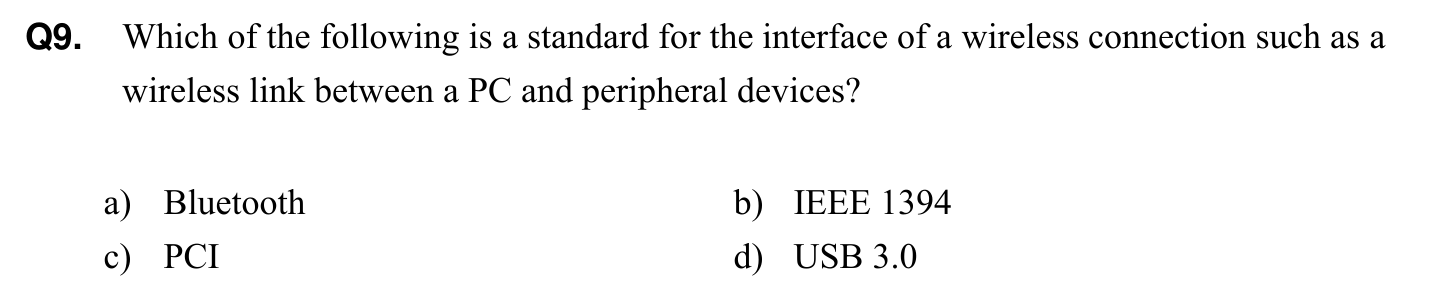 Q9. Which of the following is a standard for the interface of a wireless connection such as a
wireless link between a PC and peripheral devices?
a) Bluetooth b) IEEE 1394
c) PCI d) USB 3.0